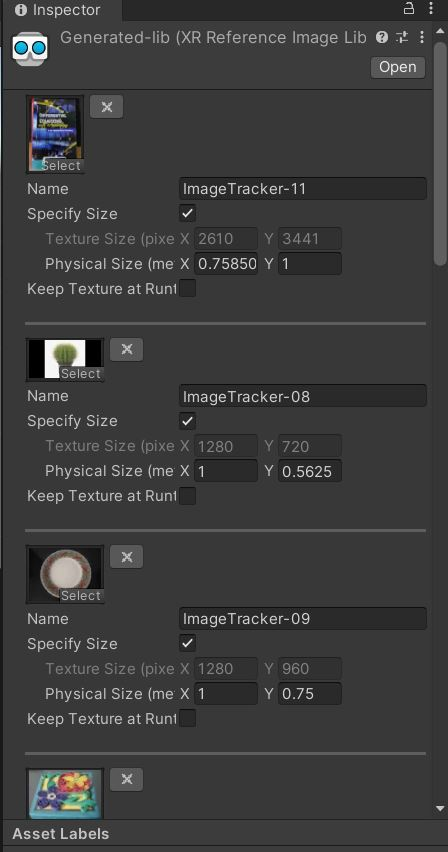 Inspector
Generated-lib (XR Reference Image Lib
Open
DIFFERENTIAL
EQUATIONS
Select
Name ImageTracker-11
Specify Size
Texture Size (pixe X 2610 Y 3441
Physical Size (me X 0.75850 Y 1
Keep Texture at Runt
Select
Name ImageTracker-08
Specify Size
Texture Size (pixe X 1280 Y 720
Physical Size (me X 1 Y 0.5625
Keep Texture at Runt
Select
Name ImageTracker-09
Specify Size
Texture Size (pixe X 1280 Y 960
Physical Size (me X 1 Y 0.75
Keep Texture at Runt
Asset Labels